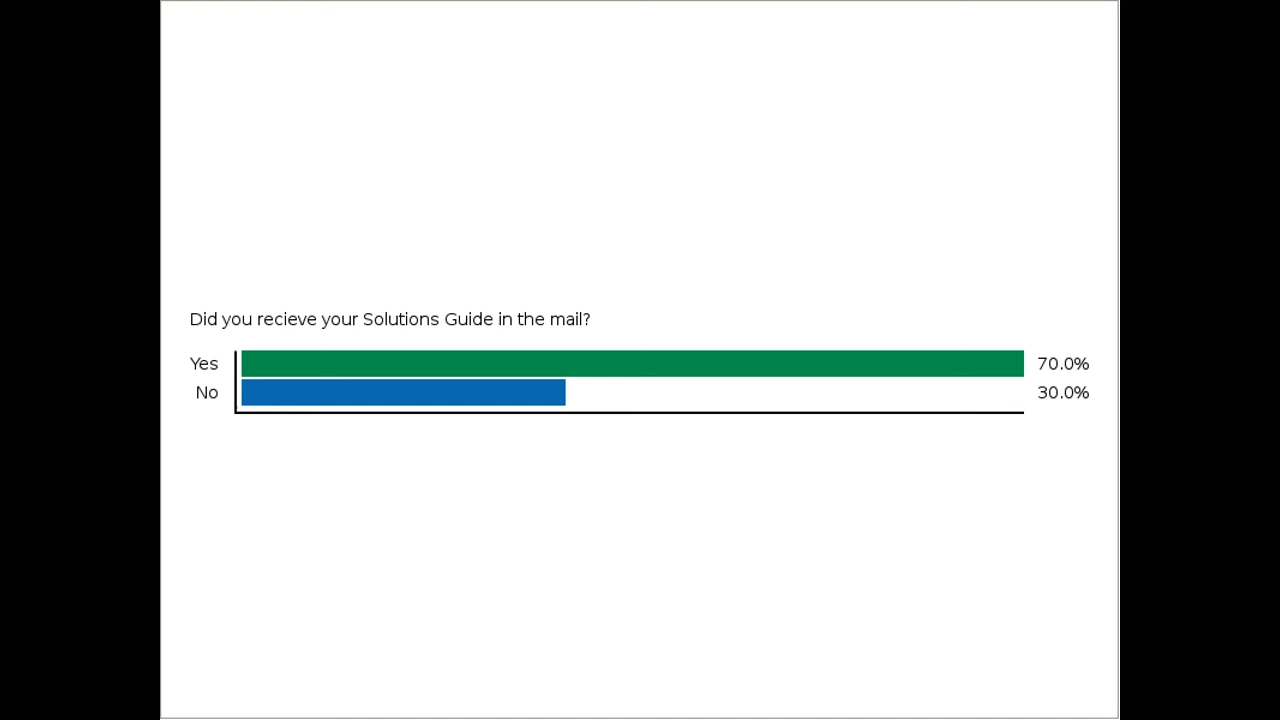 Did you recieve your Solutions Guide in the mail?
Yes 70.0%
No 30.0%